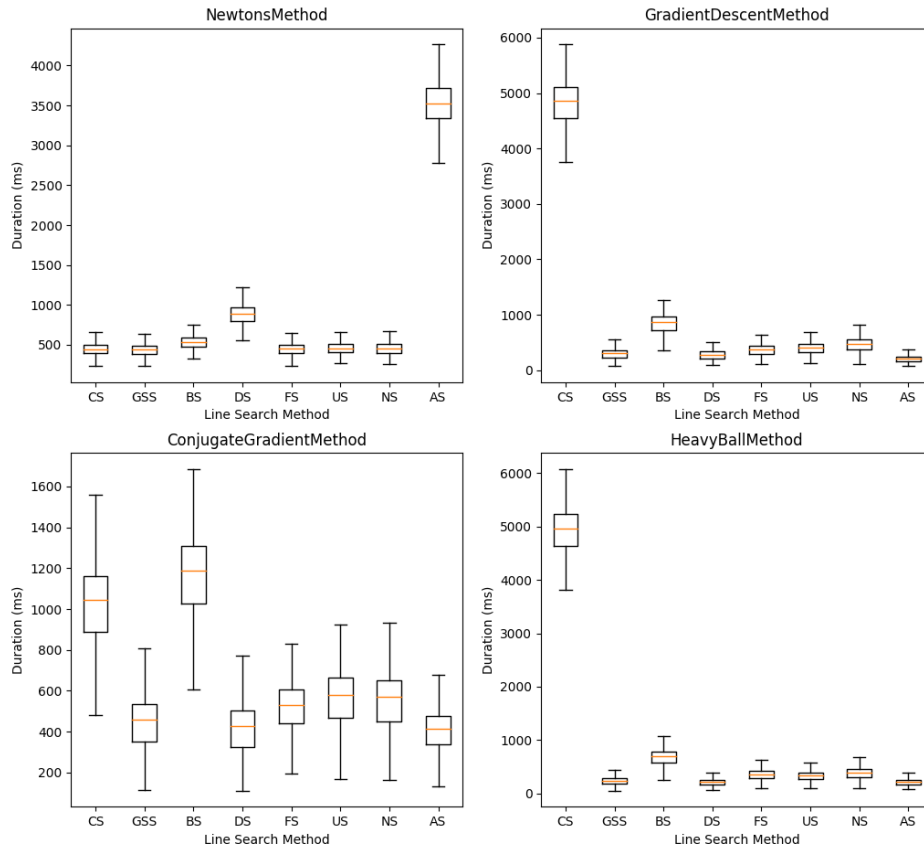 NewtonsMethod
Duration (ms)
4000
3500
3000
2500
2000
1500
1000
500
CS GSS BS DS FS US NS AS
Line Search Method
GradientDescentMethod
Duration (ms)
6000
5000
4000
3000
2000
1000
0
CS GSS BS DS FS US NS AS
Line Search Method
ConjugateGradientMethod
Duration (ms)
1600
1400
1200
1000
800
600
400
200
CS GSS BS DS FS US NS AS
Line Search Method
HeavyBallMethod
Duration (ms)
6000
5000
4000
3000
2000
1000
0
CS GSS BS DS FS US NS AS
Line Search Method